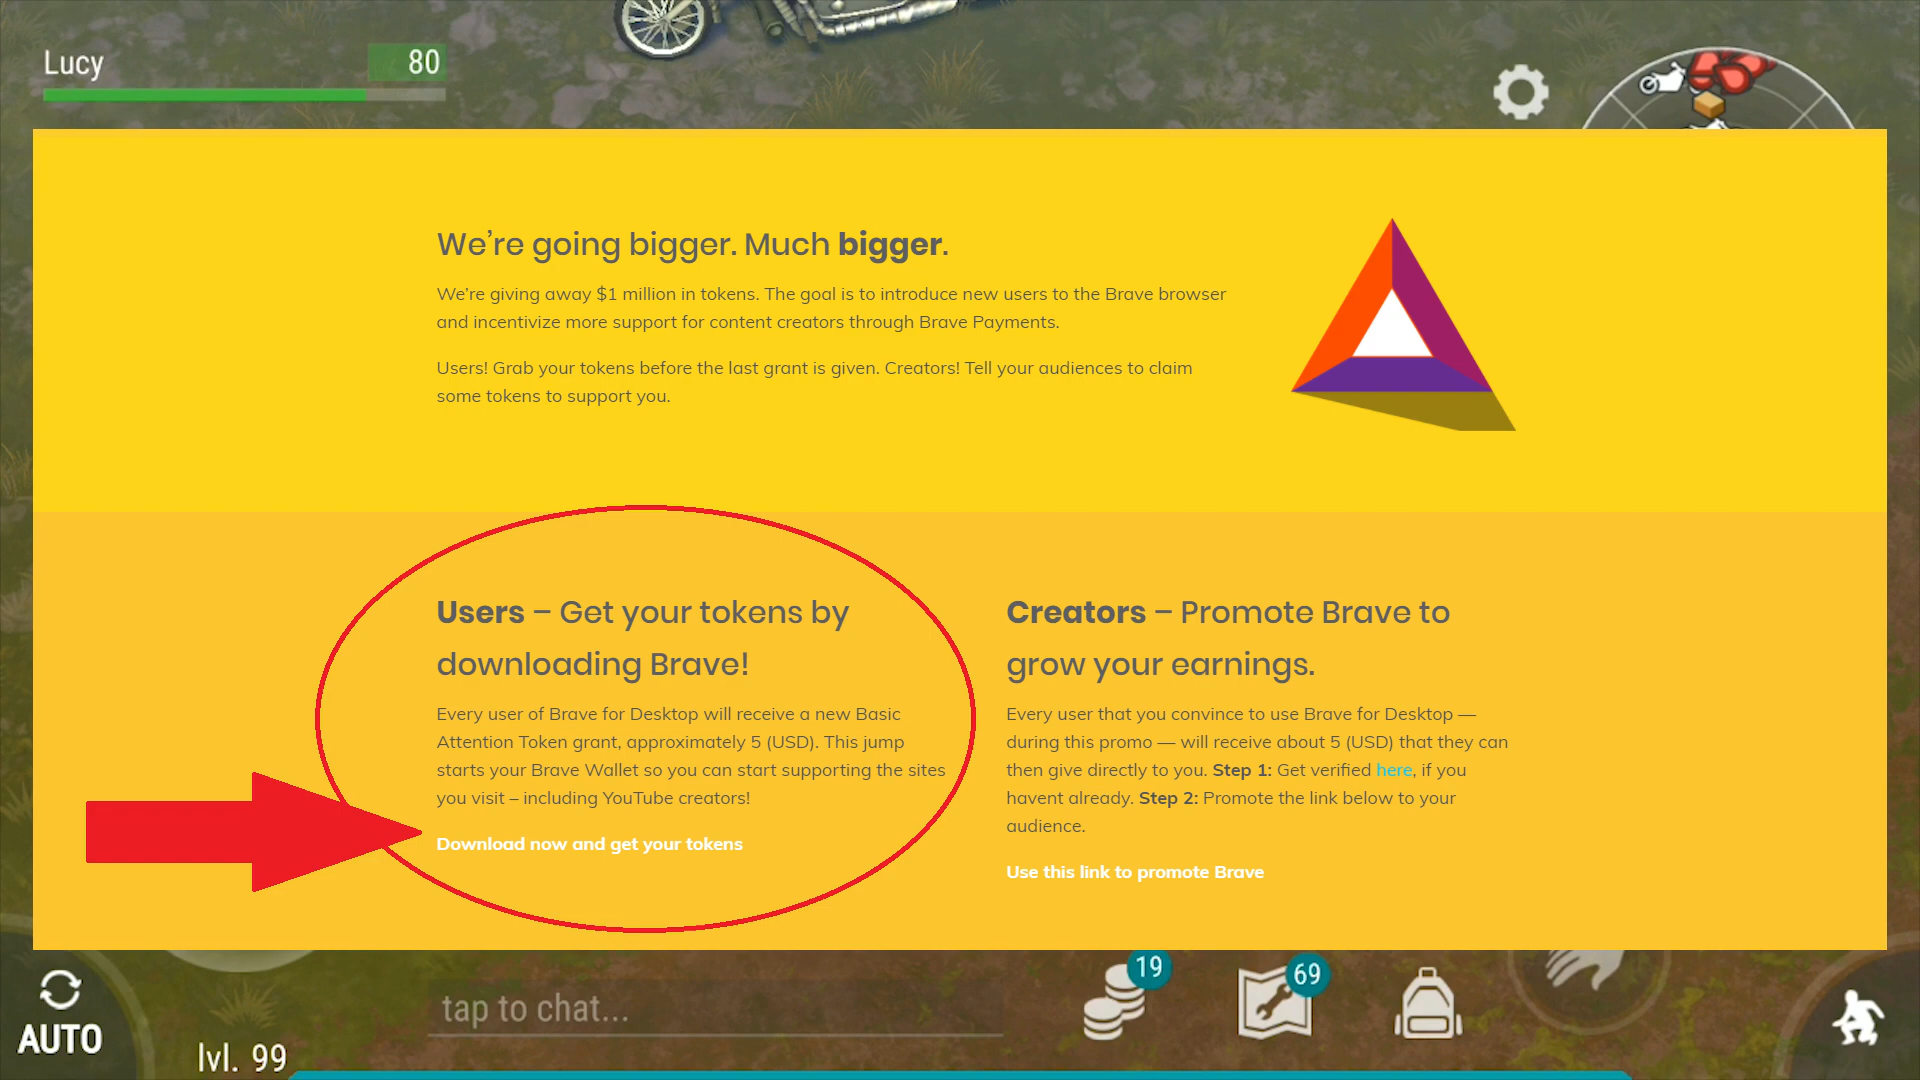 Lucy
80
We're going bigger. Much bigger.
We're giving away $1 million in tokens. The goal is to introduce new users to the Brave browser
and incentivize more support for content creators through Brave Payments.
Users! Grab your tokens before the last grant is given. Creators! Tell your audiences to claim
some tokens to support you.
Users – Get your tokens by
downloading Brave!
Every user of Brave for Desktop will receive a new Basic
Attention Token grant, approximately 5 (USD). This jump
starts your Brave Wallet so you can start supporting the sites
you visit – including YouTube creators!
Download now and get your tokens
Creators – Promote Brave to
grow your earnings.
Every user that you convince to use Brave for Desktop —
during this promo — will receive about 5 (USD) that they can
then give directly to you. Step 1: Get verified here, if you
havent already. Step 2: Promote the link below to your
audience.
Use this link to promote Brave
AUTO
lvl. 99
tap to chat...
19
69